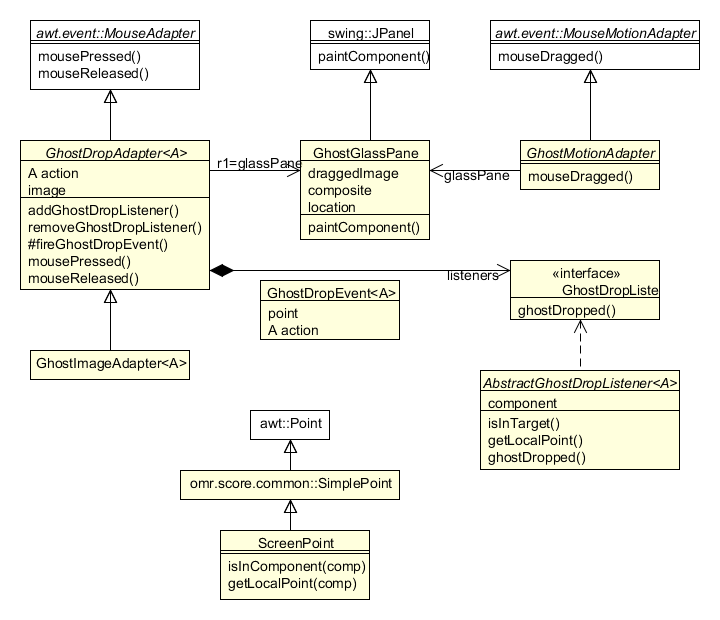 awt.event::MouseAdapter
mousePressed()
mouseReleased()
swing::JPanel
paintComponent()
awt.event::MouseMotionAdapter
mouseDragged()
GhostDropAdapter<A>
A action
image
addGhostDropListener()
removeGhostDropListener()
#fireGhostDropEvent()
mousePressed()
mouseReleased()
r1=glassPane
GhostGlassPane
draggedImage
composite
location
paintComponent()
glassPane
GhostMotionAdapter
mouseDragged()
listeners
GhostDropEvent<A>
point
A action
«interface»
GhostDropListe
ghostDropped()
GhostImageAdapter<A>
AbstractGhostDropListener<A>
component
isInTarget()
getLocalPoint()
ghostDropped()
awt::Point
omr.score.common::SimplePoint
ScreenPoint
isInComponent(comp)
getLocalPoint(comp)